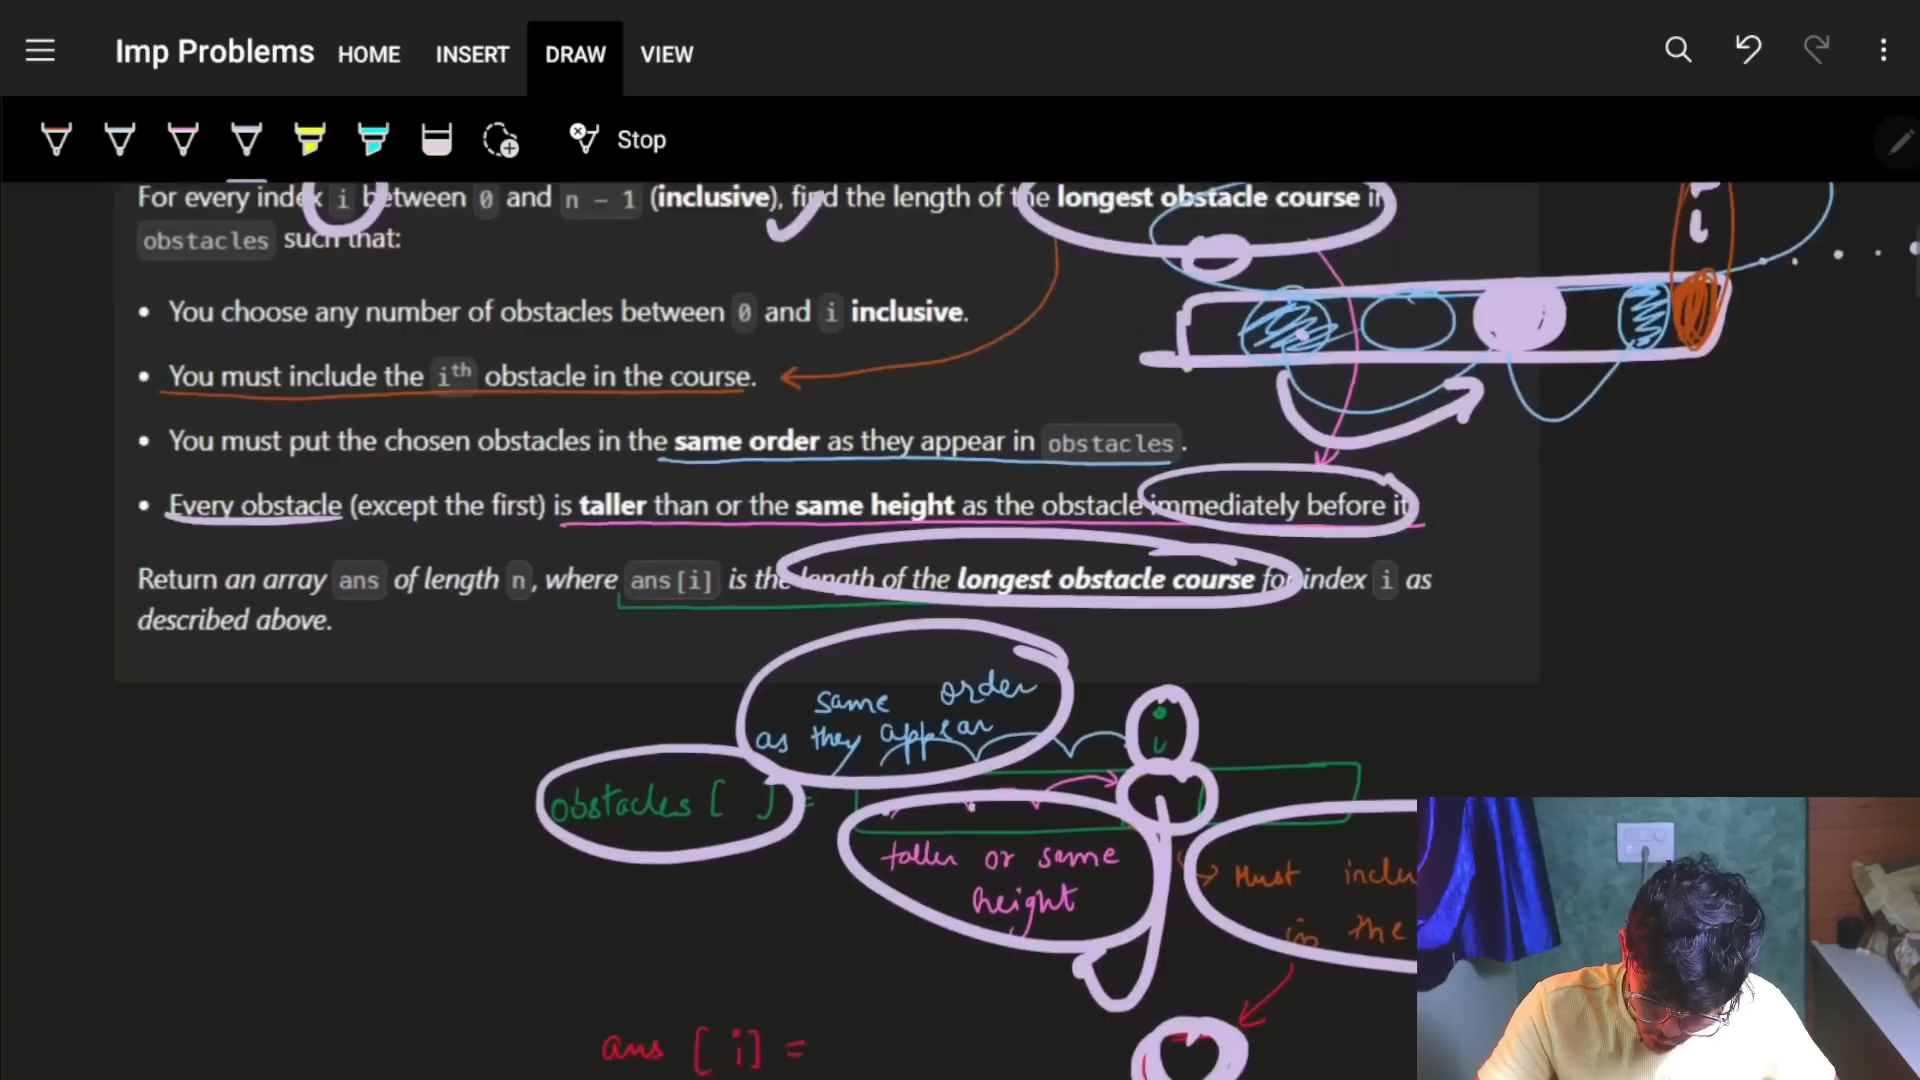 Imp Problems HOME INSERT DRAW VIEW
Stop
For every index i between 0 and n - 1 (inclusive), find the length of the longest obstacle course in
obstacles such that:
• You choose any number of obstacles between 0 and i inclusive.
• You must include the ith obstacle in the course.
• You must put the chosen obstacles in the same order as they appear in obstacles.
• Every obstacle (except the first) is taller than or the same height as the obstacle immediately before it
Return an array ans of length n, where ans[i] is the length of the longest obstacle course for index i as
described above.
same order
as they appear
i
i
obstacles [ ] =
taller or same
height
Must inclu
in the
ans [i] =